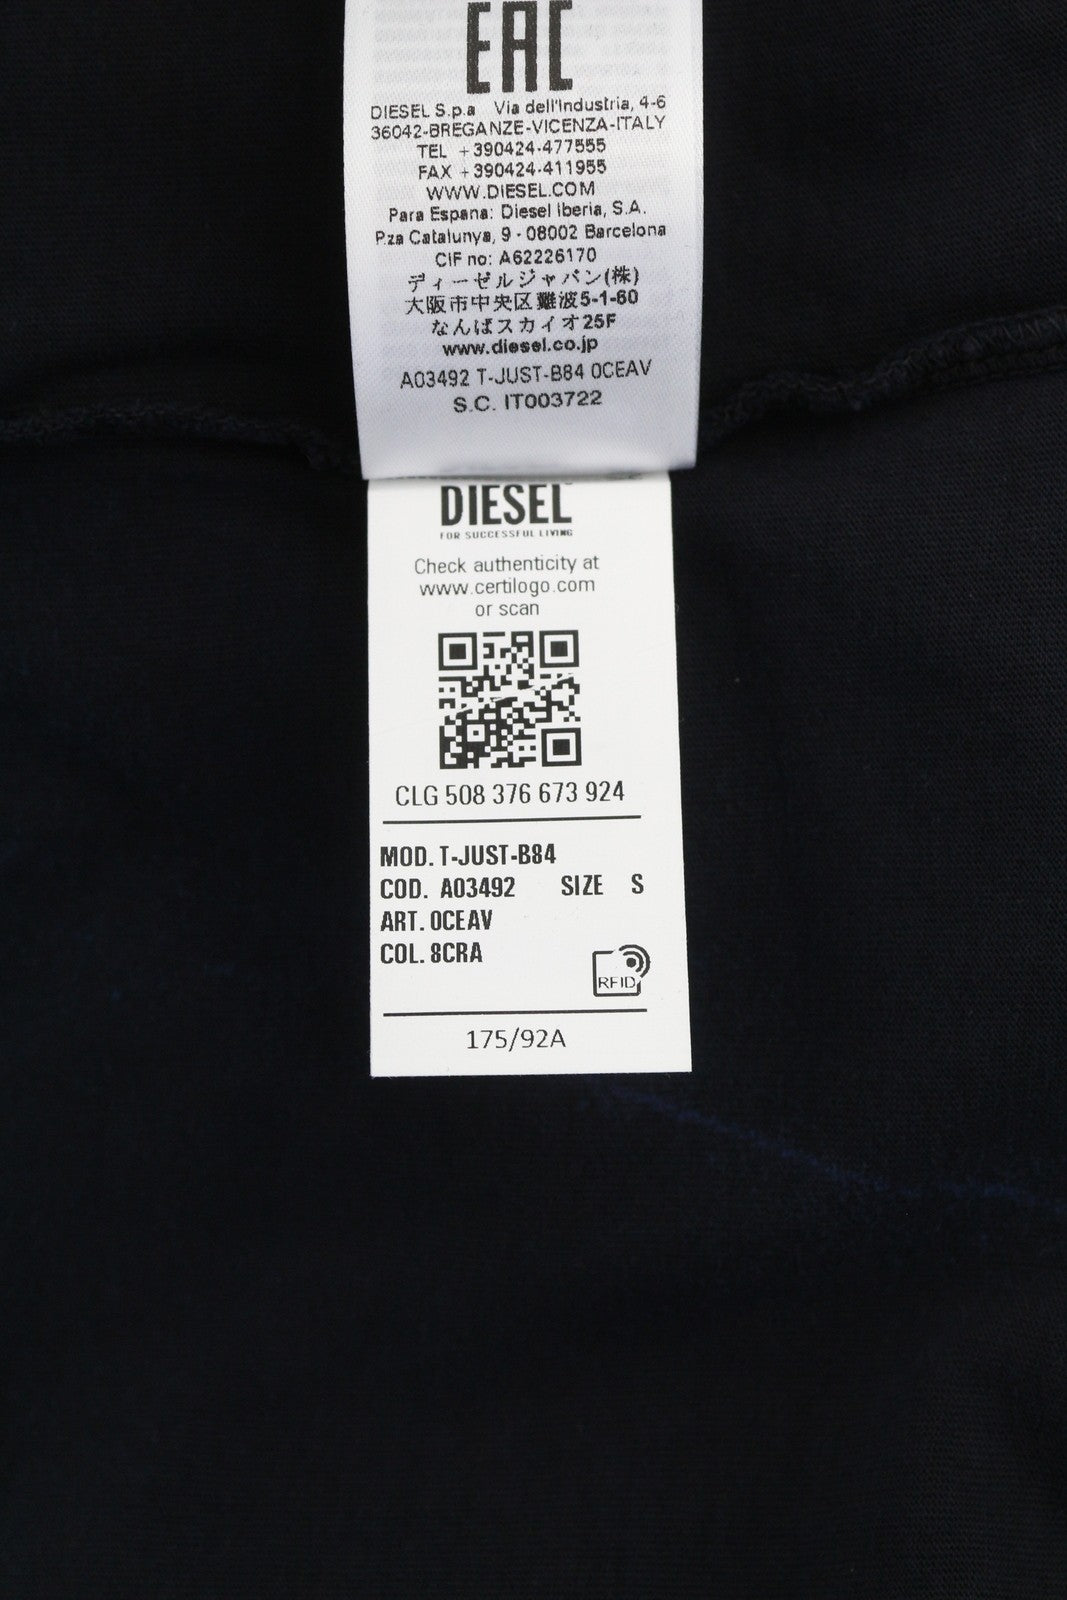 EAC
DIESEL S.p.a Via dell'Industria, 4-6
36042-BREGANZE-VICENZA-ITALY
TEL +390424-477555
FAX +390424-411955
WWW.DIESEL.COM
Para Espana: Diesel Iberia, S.A.
P.za Catalunya, 9 - 08002 Barcelona
CIF no: A62226170
ディーゼルジャパン(株)
大阪市中央区難波5-1-60
なんばスカイオ25F
www.diesel.co.jp
A03492 T-JUST-B84 0CEAV
S.C. IT003722
DIESEL
FOR SUCCESSFUL LIVING
Check authenticity at
www.certilogo.com
or scan
CLG 508 376 673 924
MOD. T-JUST-B84
COD. A03492 SIZE S
ART. 0CEAV
COL. 8CRA
RFID
175/92A